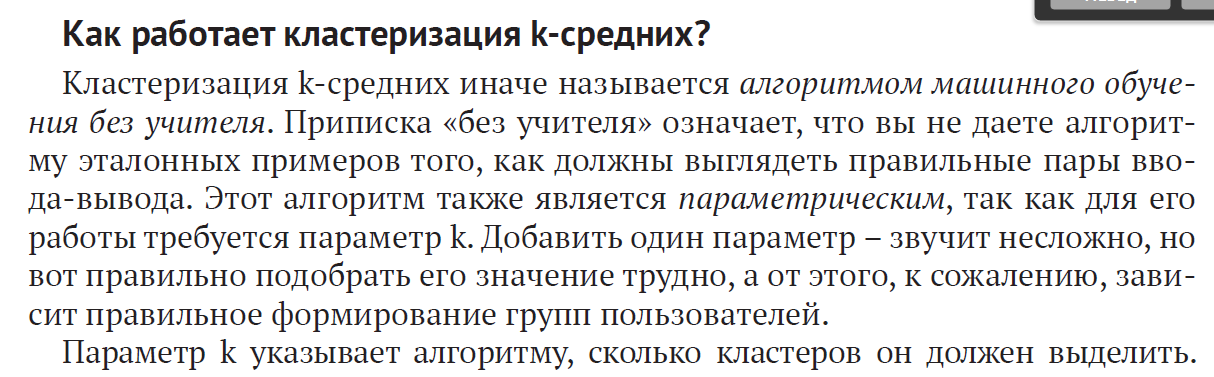 Как работает кластеризация k-средних?
Кластеризация k-средних иначе называется алгоритмом машинного обуче-
ния без учителя. Приписка «без учителя» означает, что вы не даете алгорит-
му эталонных примеров того, как должны выглядеть правильные пары вво-
да-вывода. Этот алгоритм также является параметрическим, так как для его
работы требуется параметр k. Добавить один параметр – звучит несложно, но
вот правильно подобрать его значение трудно, а от этого, к сожалению, зави-
сит правильное формирование групп пользователей.
Параметр k указывает алгоритму, сколько кластеров он должен выделить.